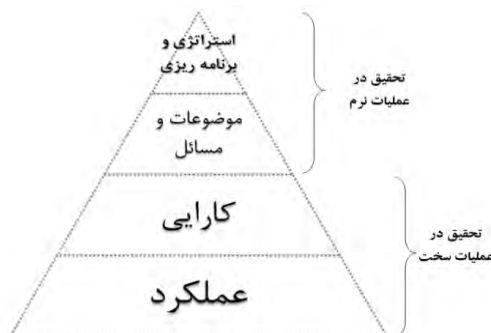 استراتژی و
برنامه ریزی
موضوعات و
مسائل
کارایی
عملکرد
تحقیق در
عملیات نرم
تحقیق در
عملیات سخت